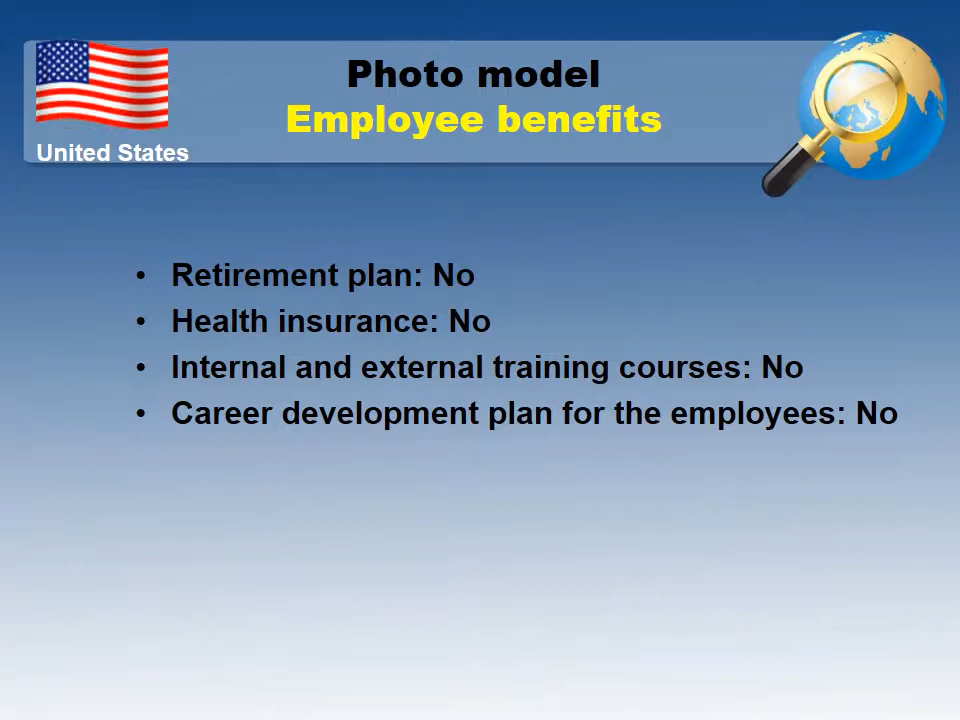 Photo model
Employee benefits
United States
• Retirement plan: No
• Health insurance: No
• Internal and external training courses: No
• Career development plan for the employees: No